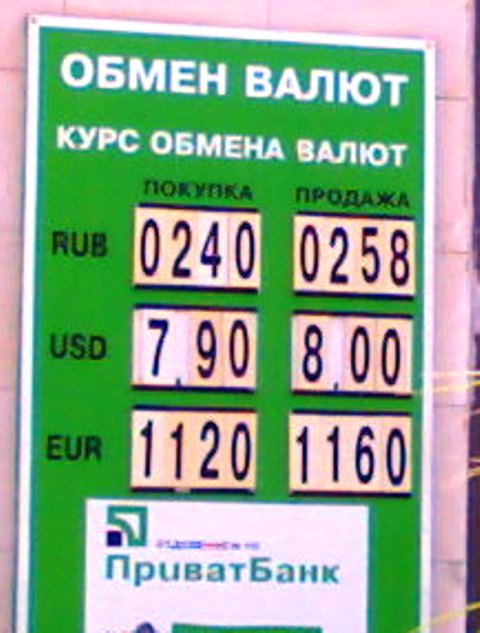 ОБМЕН ВАЛЮТ
КУРС ОБМЕНА ВАЛЮТ
ПОКУПКА ПРОДАЖА
RUB 0240 0258
USD 7.90 8.00
EUR 1120 1160
ПриватБанк